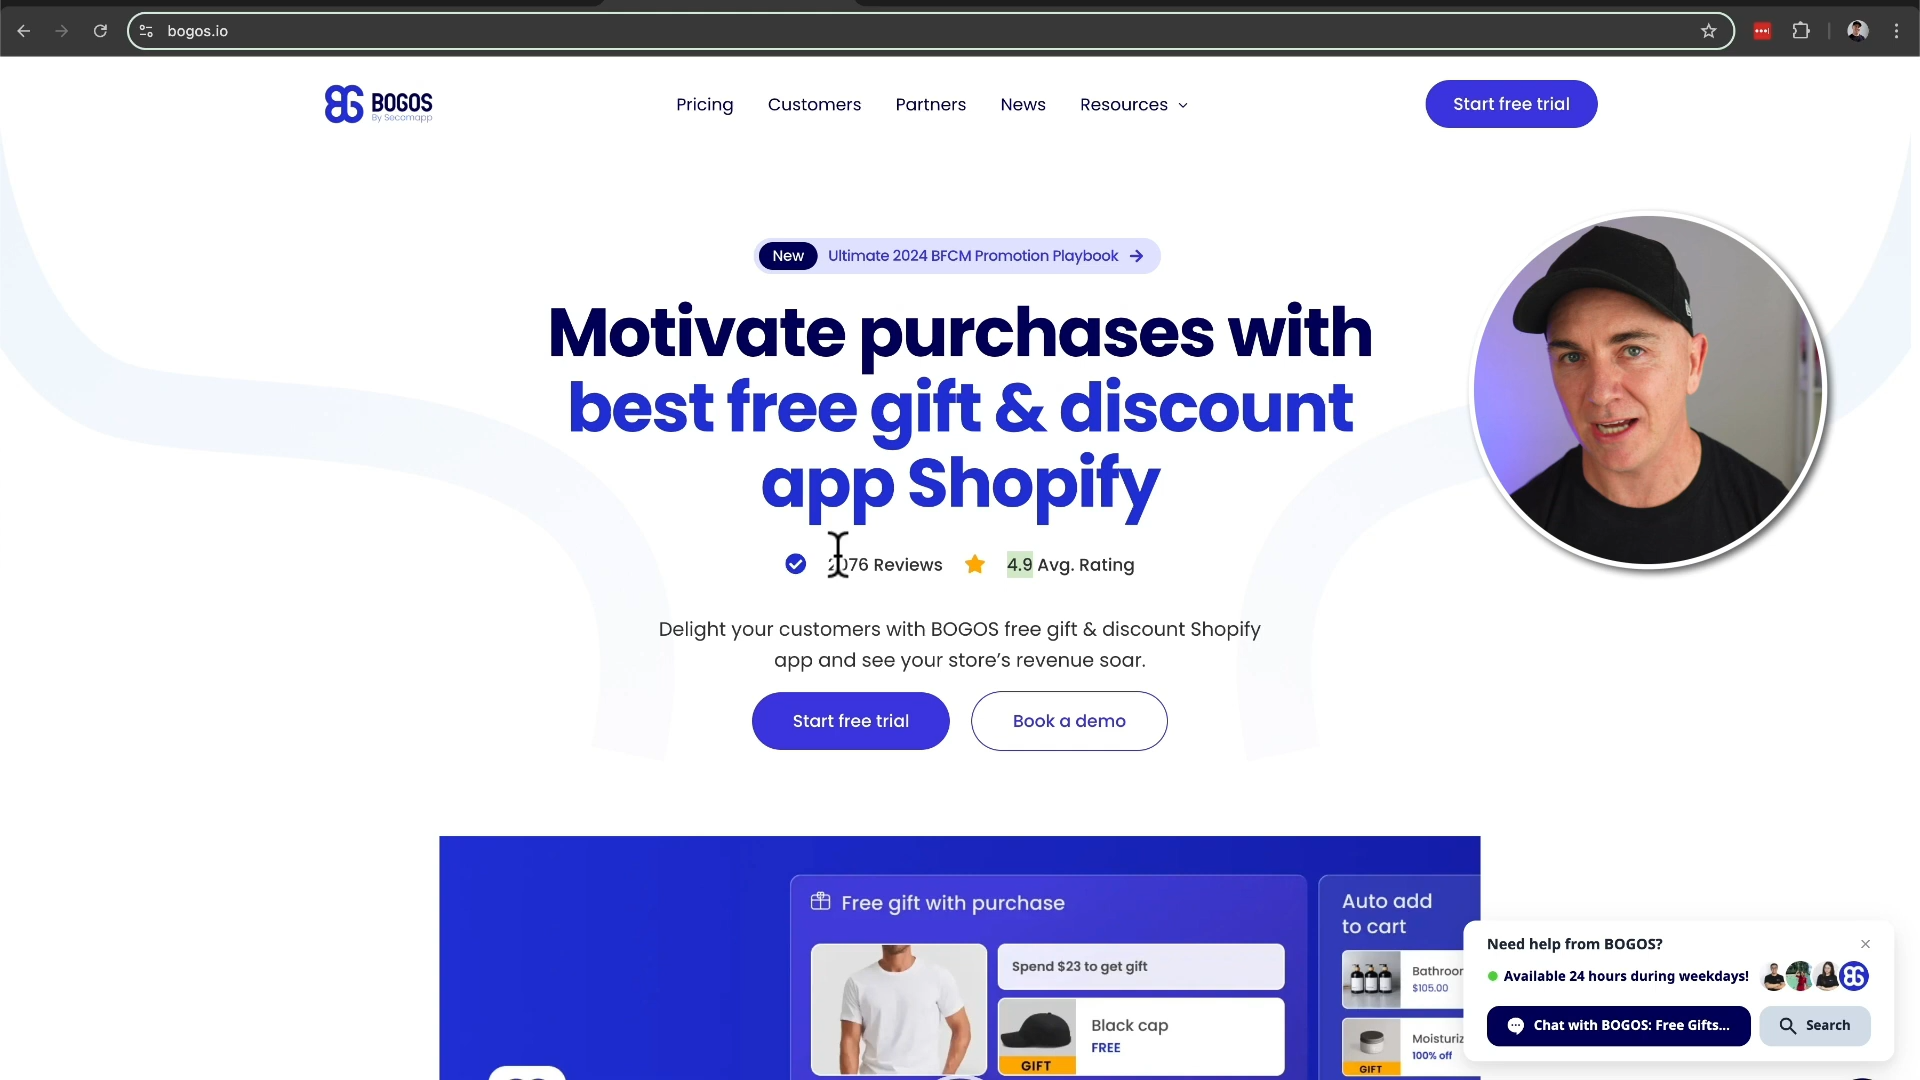 bogos.io
BOGOS
By Secomapp
Pricing
Customers
Partners
News
Resources
Start free trial
New
Ultimate 2024 BFCM Promotion Playbook
Motivate purchases with
best free gift & discount
app Shopify
Reviews
4.9 Avg. Rating
Delight your customers with BOGOS free gift & discount Shopify
app and see your store's revenue soar.
Start free trial
Book a demo
Free gift with purchase
Spend $23 to get gift
Black cap
FREE
GIFT
Auto add
to cart
$105.00
100% off
GIFT
Need help from BOGOS?
Available 24 hours during weekdays!
Chat with BOGOS: Free Gifts...
Search